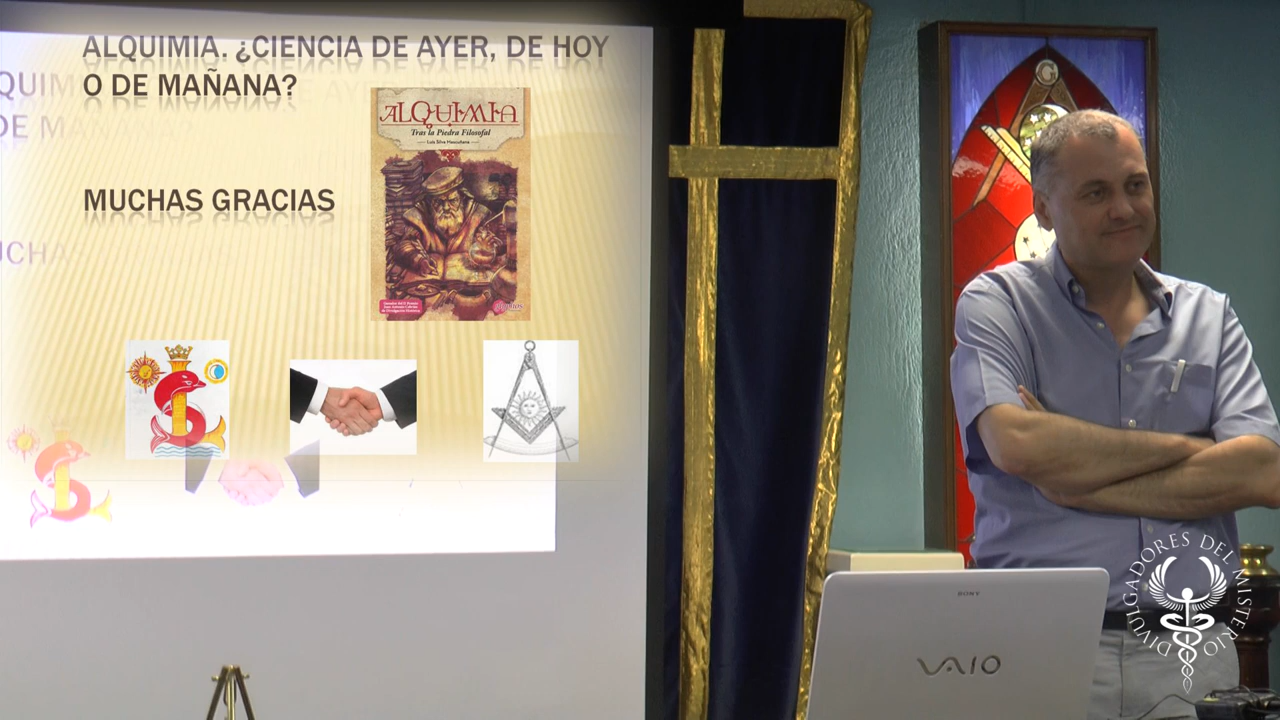 ALQUIMIA. ¿CIENCIA DE AYER, DE HOY
O DE MAÑANA?
ALQUIMIA
Tras la Piedra Filosofal
MUCHAS GRACIAS
G
SONY
VAIO
DIVULGADORES DEL MISTERIO